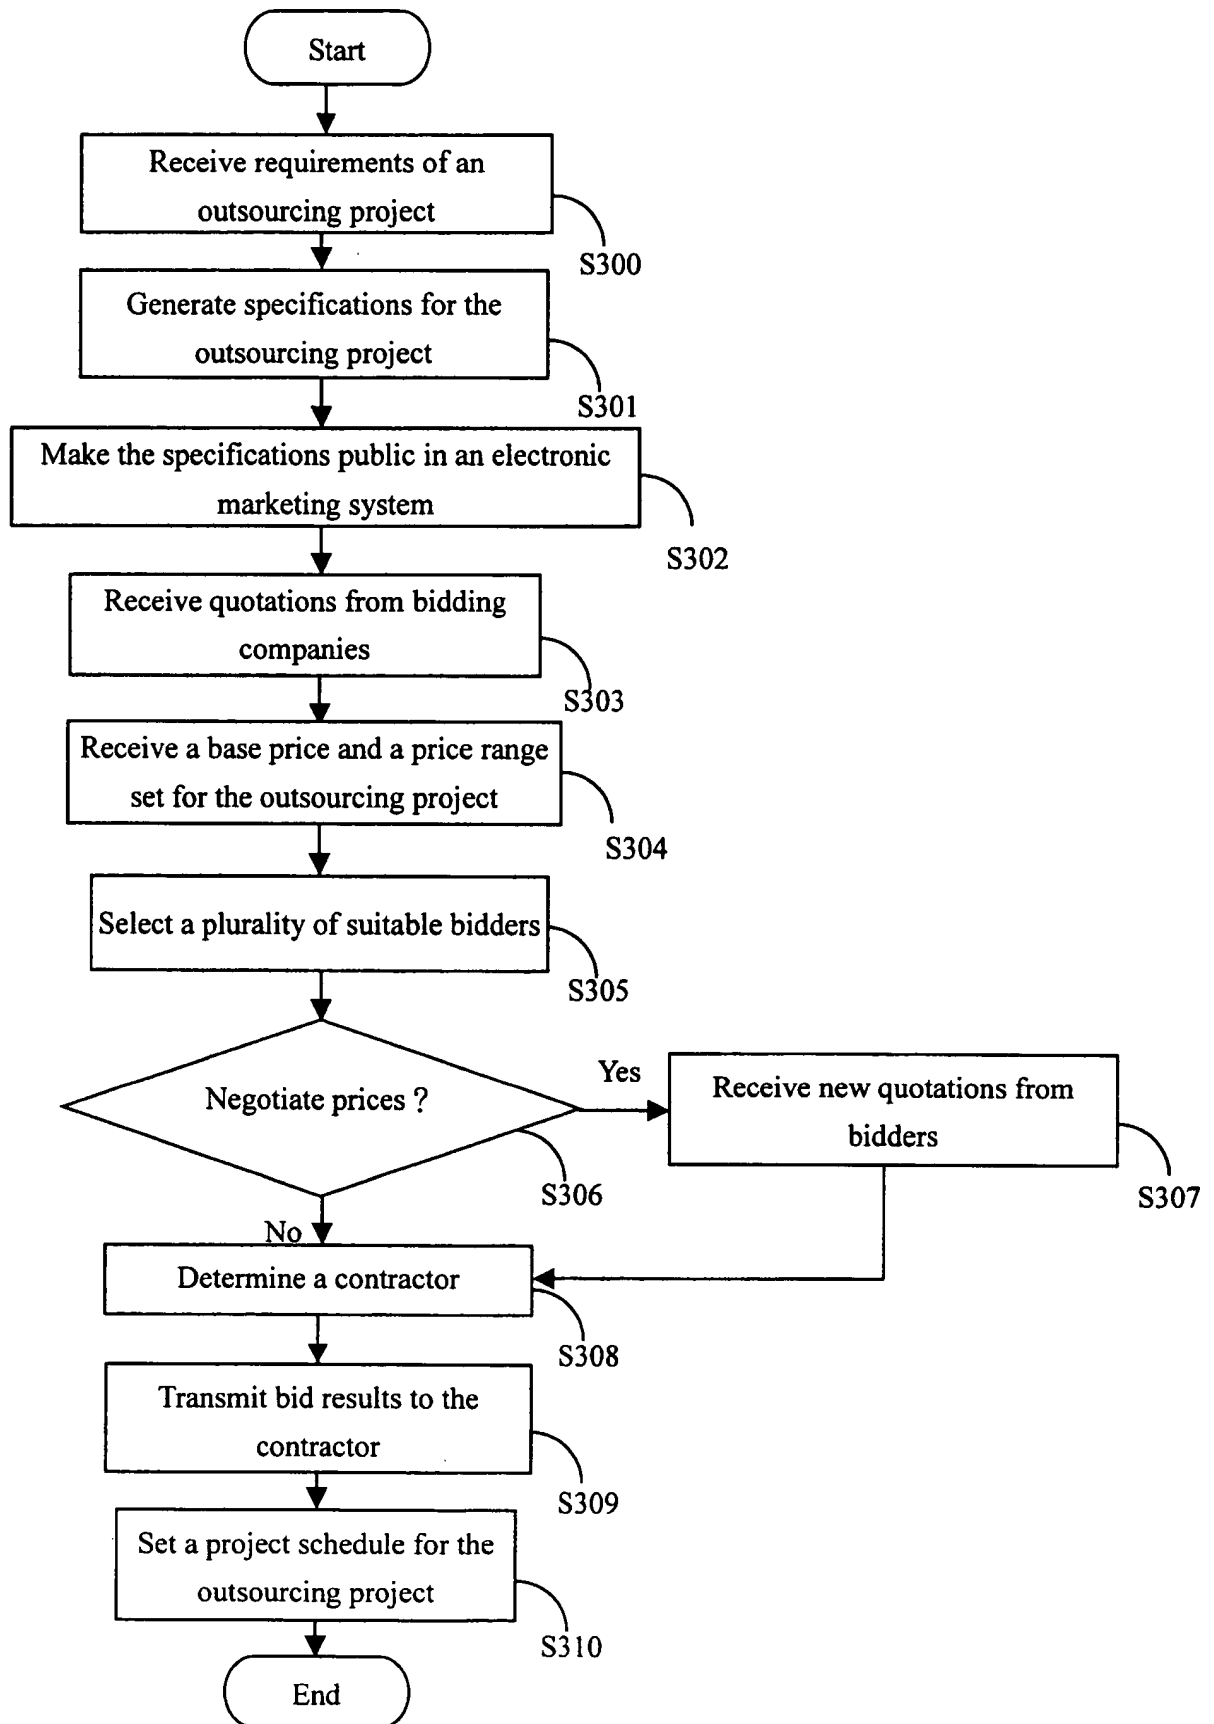 Start
Receive requirements of an
outsourcing project
S300
Generate specifications for the
outsourcing project
S301
Make the specifications public in an electronic
marketing system
S302
Receive quotations from bidding
companies
S303
Receive a base price and a price range
set for the outsourcing project
S304
Select a plurality of suitable bidders
S305
Negotiate prices ?
S306
Yes
Receive new quotations from
bidders
S307
No
Determine a contractor
S308
Transmit bid results to the
contractor
S309
Set a project schedule for the
outsourcing project
S310
End